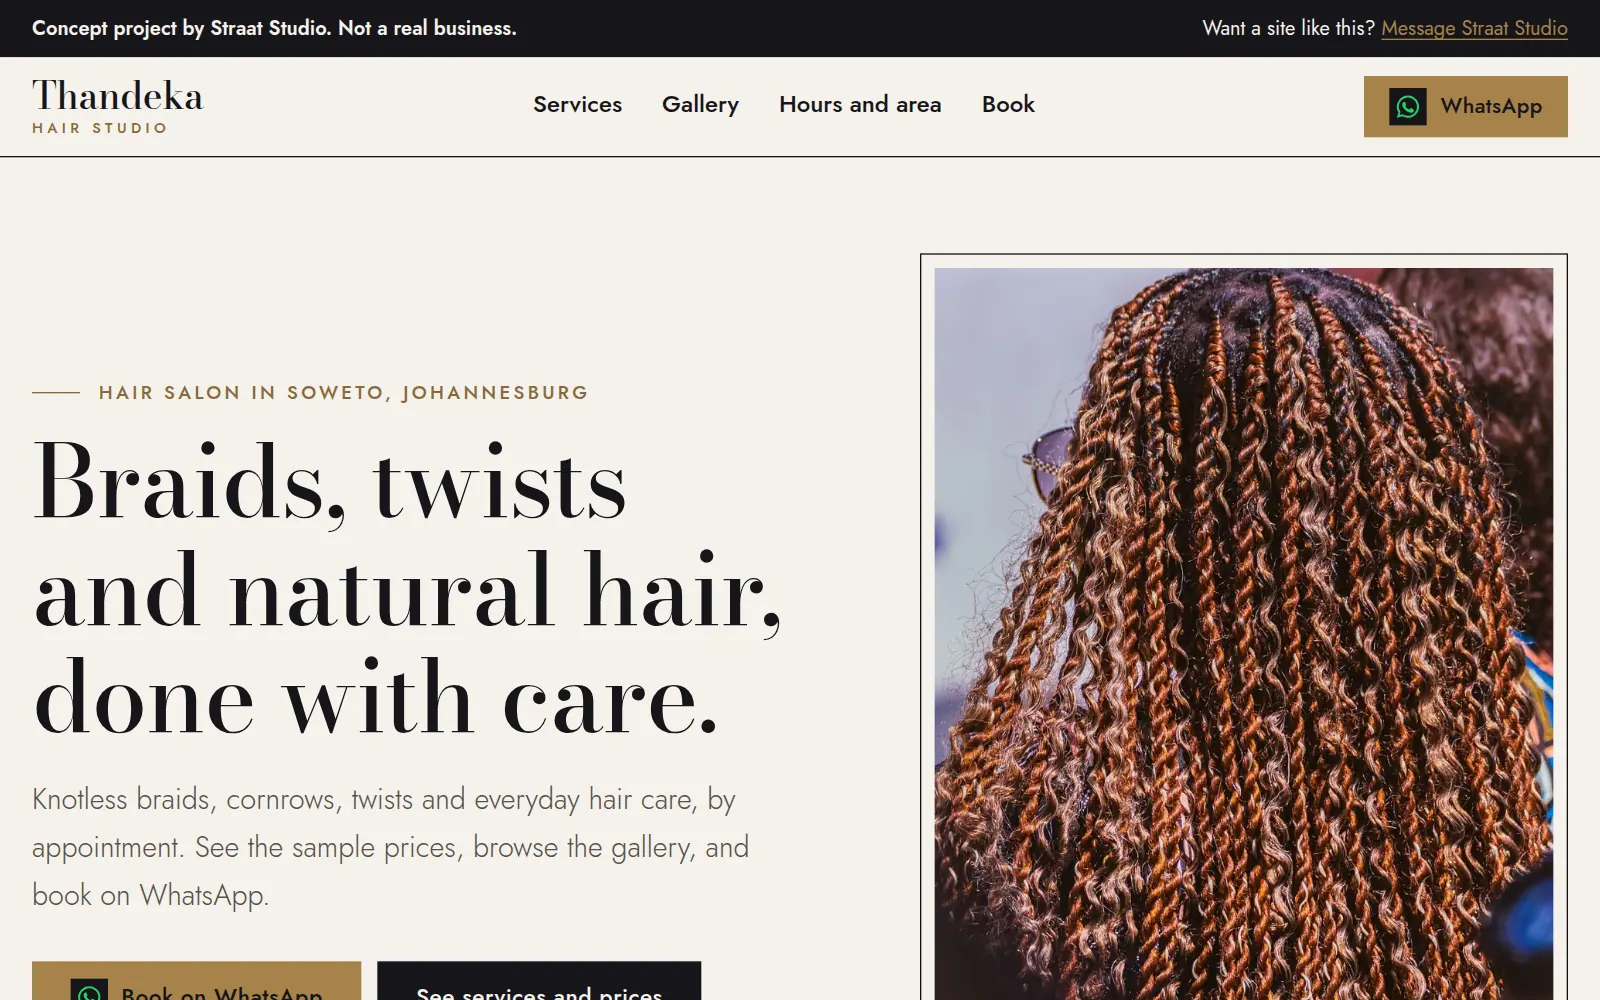 Concept project by Straat Studio. Not a real business.
Want a site like this? Message Straat Studio
Thandeka
HAIR STUDIO
Services
Gallery
Hours and area
Book
WhatsApp
HAIR SALON IN SOWETO, JOHANNESBURG
Braids, twists
and natural hair,
done with care.
Knotless braids, cornrows, twists and everyday hair care, by
appointment. See the sample prices, browse the gallery, and
book on WhatsApp.
Book on WhatsApp
See services and prices